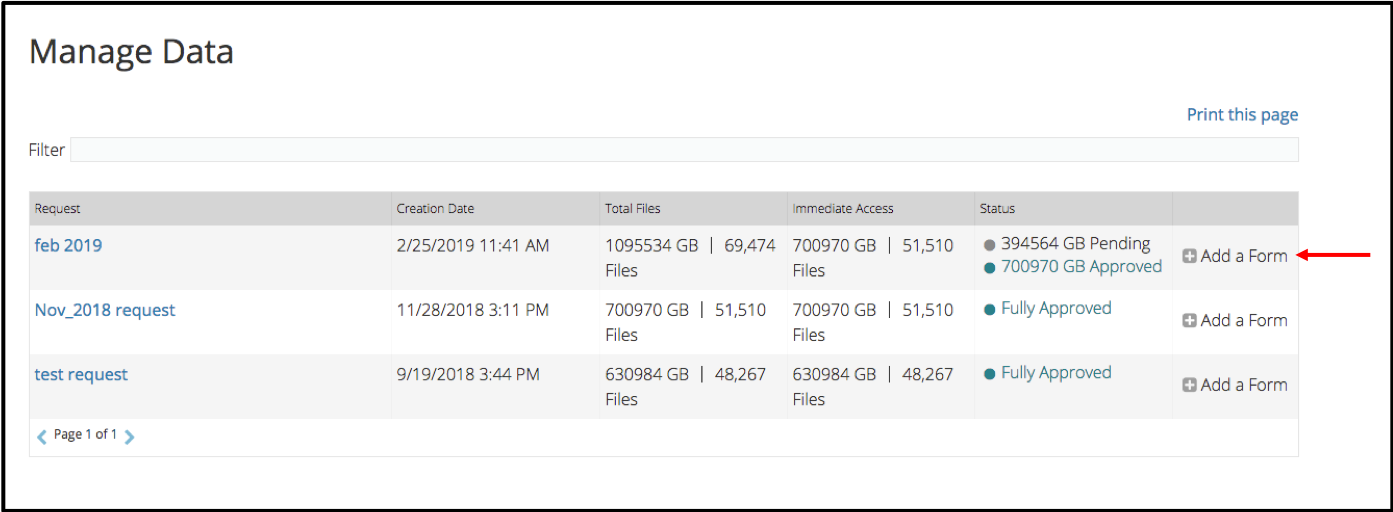 Manage Data
Print this page
Filter
Request Creation Date Total Files Immediate Access Status
feb 2019 2/25/2019 11:41 AM 1095534 GB | 69,474 700970 GB | 51,510 394564 GB Pending
Files Files 700970 GB Approved Add a Form
Nov_2018 request 11/28/2018 3:11 PM 700970 GB | 51,510 700970 GB | 51,510 Fully Approved
Files Files Add a Form
test request 9/19/2018 3:44 PM 630984 GB | 48,267 630984 GB | 48,267 Fully Approved
Files Files Add a Form
Page 1 of 1